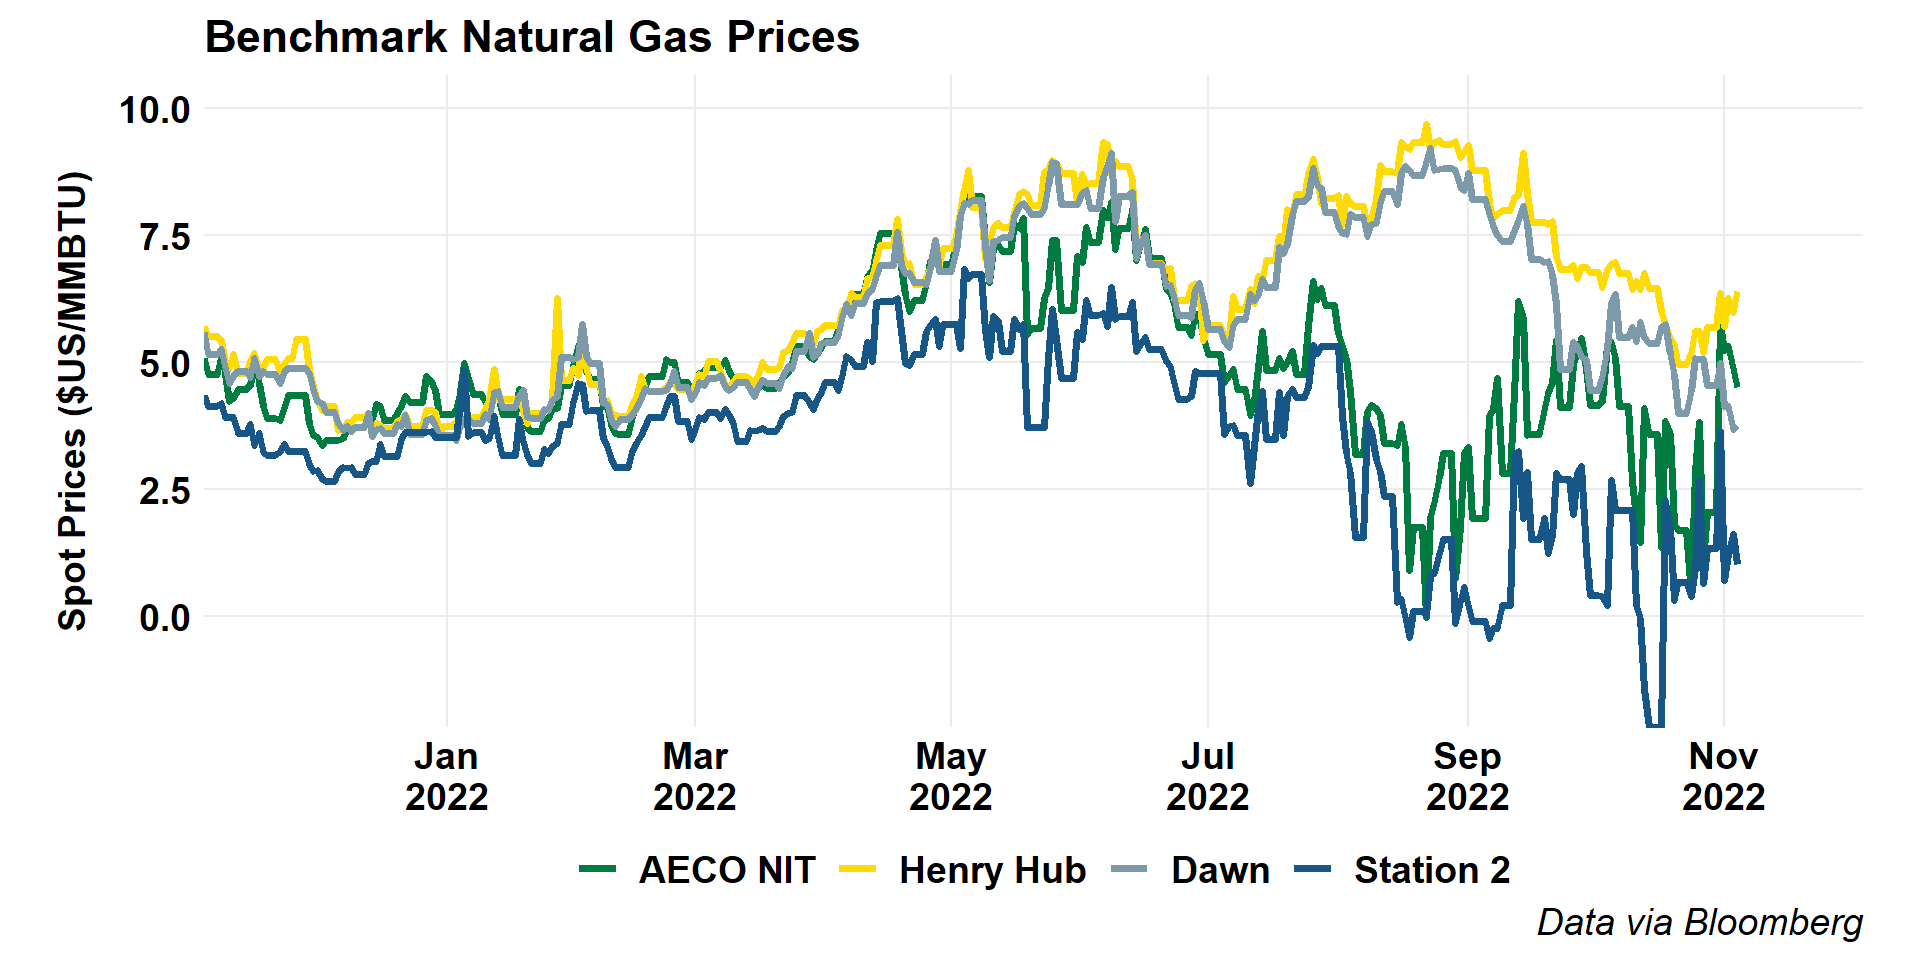 Benchmark Natural Gas Prices
Spot Prices ($US/MMBTU)
10.0
7.5
5.0
2.5
0.0
Jan Mar May Jul Sep Nov
2022 2022 2022 2022 2022 2022
AECO NIT Henry Hub Dawn Station 2
Data via Bloomberg